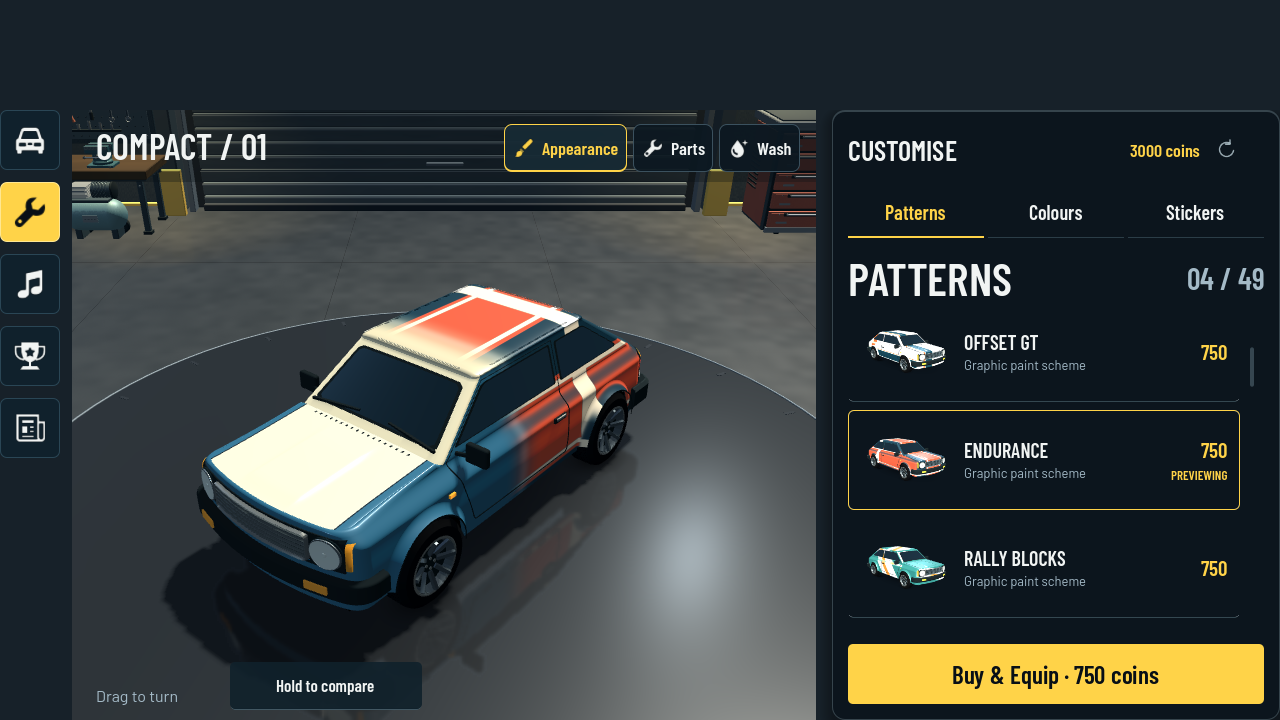 COMPACT / 01
Appearance
Parts
Wash
CUSTOMISE
3000 coins
Patterns
Colours
Stickers
PATTERNS
04 / 49
OFFSET GT
Graphic paint scheme
750
ENDURANCE
Graphic paint scheme
750
PREVIEWING
RALLY BLOCKS
Graphic paint scheme
750
Buy & Equip · 750 coins
Drag to turn
Hold to compare